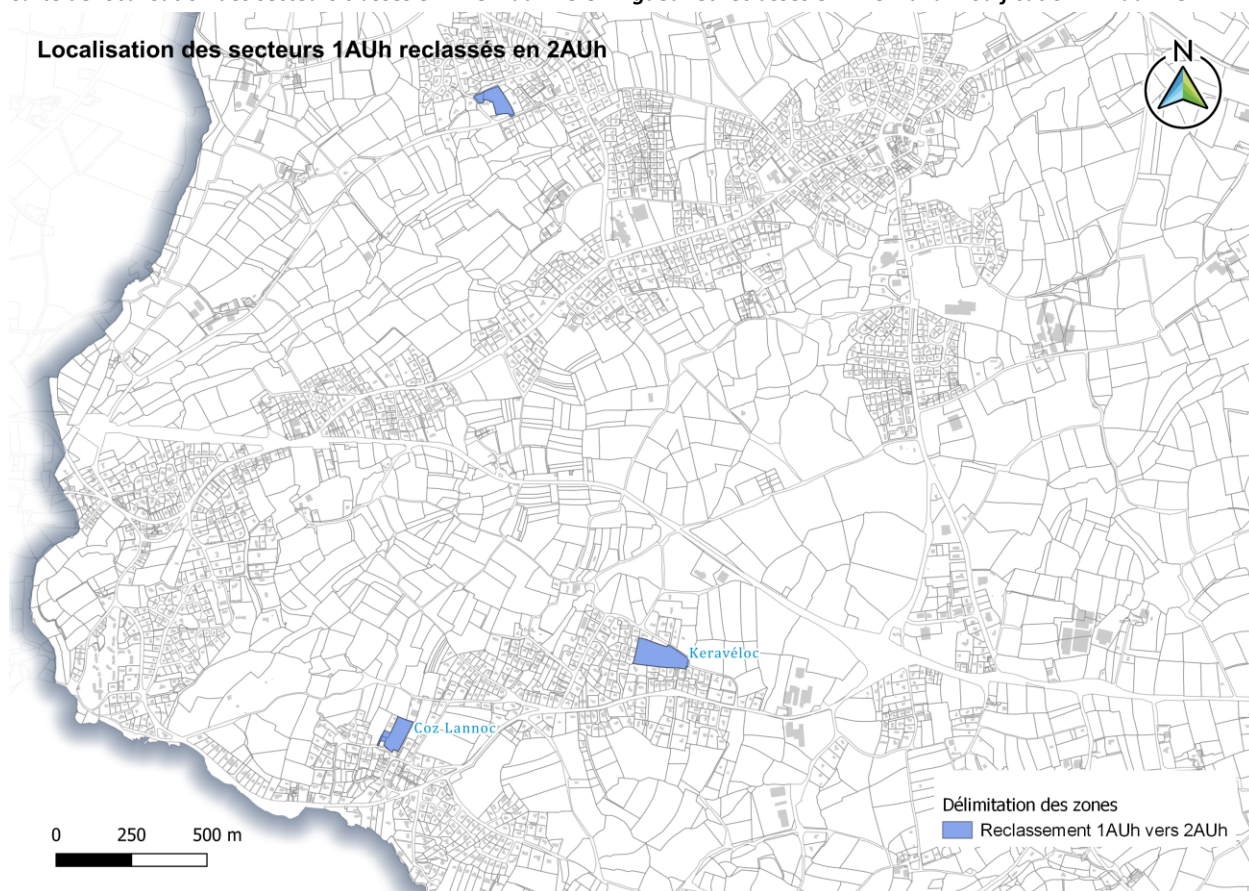 Localisation des secteurs 1AUh reclassés en 2AUh
N
Keravéloc
Coz-Lannoc
Délimitation des zones
Reclassement 1AUh vers 2AUh
0 250 500 m